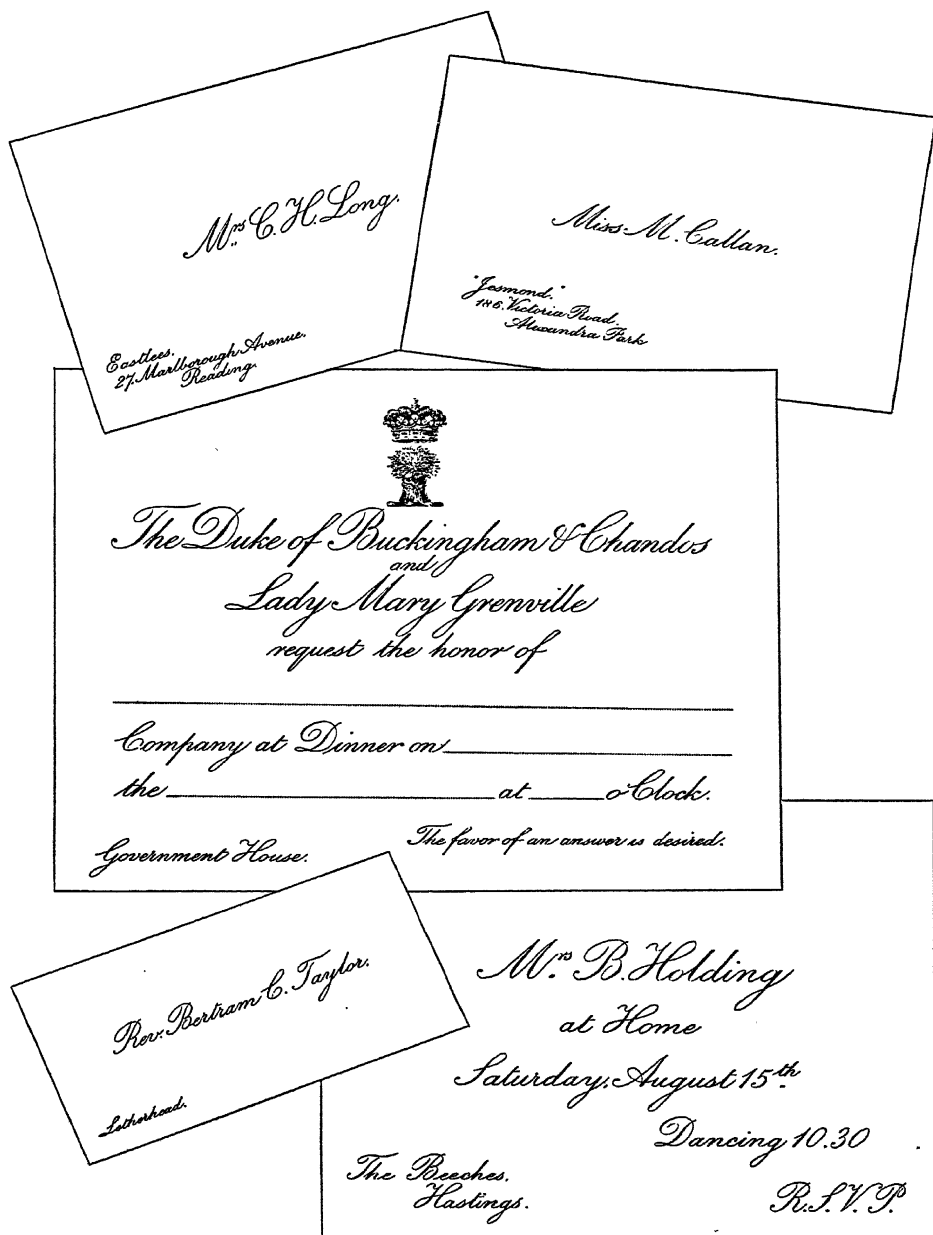 Mrs. C. H. Long.
Eastlees.
27, Marlborough Avenue.
Reading.
Miss M. Callan.
"Jesmond."
186, Victoria Road.
Alexandra Park
The Duke of Buckingham & Chandos
and
Lady Mary Grenville
request the honor of
Company at Dinner on
the at o'Clock.
Government House.
The favor of an answer is desired.
Rev. Bertram C. Taylor.
Letherhead.
Mrs. B. Holding
at Home
Saturday, August 15th.
Dancing 10.30
The Beeches.
Hastings.
R.S.V.P.